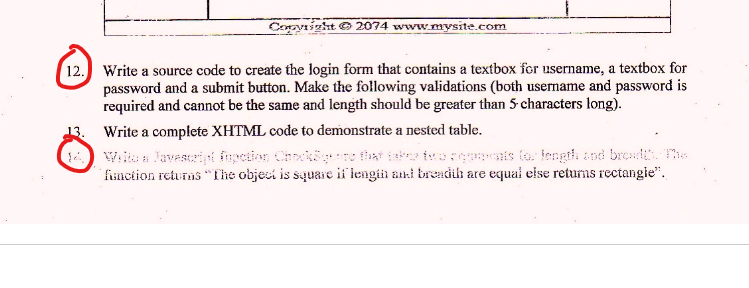 Copyright © 2074 www.mysite.com
12. Write a source code to create the login form that contains a textbox for username, a textbox for
password and a submit button. Make the following validations (both username and password is
required and cannot be the same and length should be greater than 5 characters long).
13. Write a complete XHTML code to demonstrate a nested table.
14. Write a Javascript function CheckSquare that takes two arguments for length and breadth. The
function returns "The object is square if length and breadth are equal else returns rectangle".